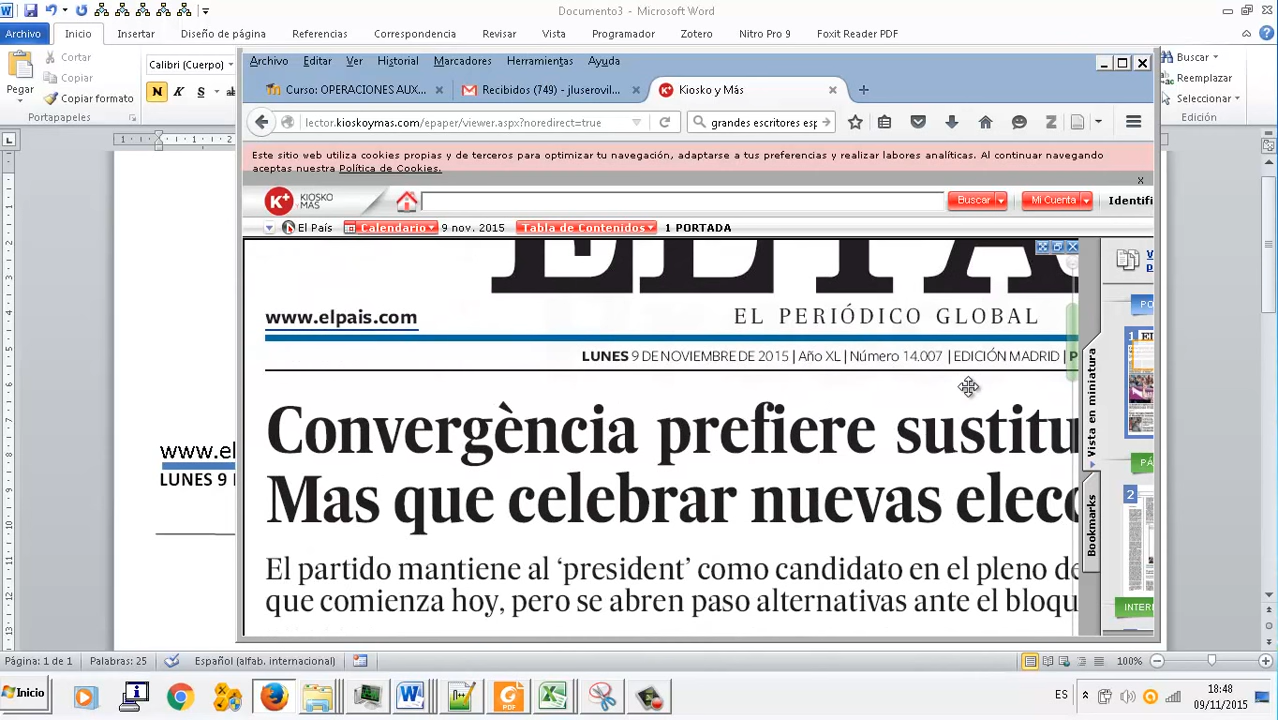 Documento3 - Microsoft Word
Archivo Inicio Insertar Diseño de página Referencias Correspondencia Revisar Vista Programador Zotero Nitro Pro 9 Foxit Reader PDF
Pegar
Cortar
Copiar
Copiar formato
Portapapeles
Calibri (Cuerpo)
N K S
Buscar
Reemplazar
Seleccionar
Edición
Archivo Editar Ver Historial Marcadores Herramientas Ayuda
Curso: OPERACIONES AUX... Recibidos (749) - jluserovil... Kiosko y Más
lector.kioskoymas.com/epaper/viewer.aspx?noredirect=true grandes escritores esp
Este sitio web utiliza cookies propias y de terceros para optimizar tu navegación, adaptarse a tus preferencias y realizar labores analíticas. Al continuar navegando
aceptas nuestra Política de Cookies.
x
K+ KIOSKO Y MÁS Buscar Mi Cuenta Identifi
El País Calendario 9 nov. 2015 Tabla de Contenidos 1 PORTADA
EL PA
www.elpais.com EL PERIÓDICO GLOBAL
LUNES 9 DE NOVIEMBRE DE 2015 | Año XL | Número 14.007 | EDICIÓN MADRID | P
Convergència prefiere sustitu
Mas que celebrar nuevas elecc
El partido mantiene al ‘president’ como candidato en el pleno de
que comienza hoy, pero se abren paso alternativas ante el bloqu
Vista en miniatura
Bookmarks
V
P
PO
1
PÁ
2
INTERI
www.el
LUNES 9 D
Página: 1 de 1 Palabras: 25 Español (alfab. internacional) 100%
Inicio ES 18:48
09/11/2015